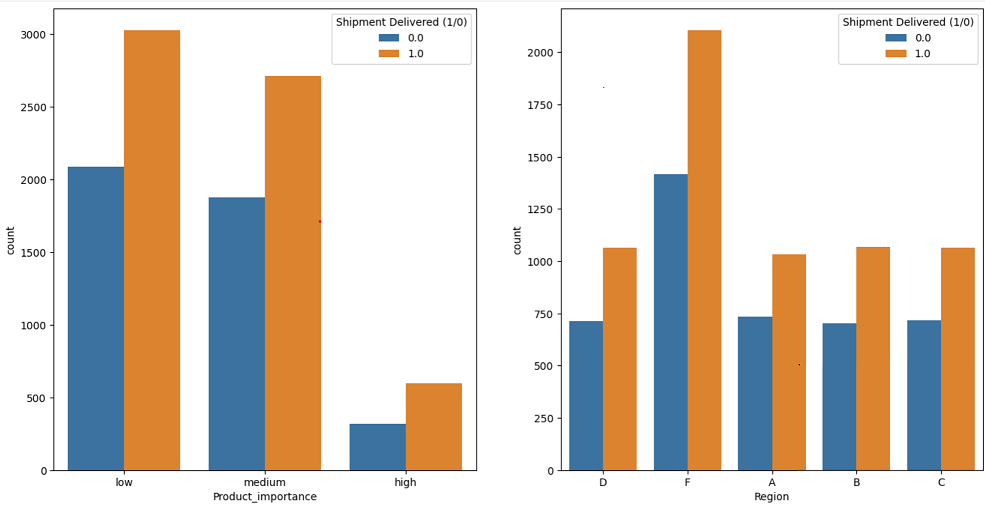 Shipment Delivered (1/0)
0.0
1.0
3000
2500
2000
1500
1000
500
0
count
low medium high
Product_importance
Shipment Delivered (1/0)
0.0
1.0
2000
1750
1500
1250
1000
750
500
250
0
count
D F A B C
Region